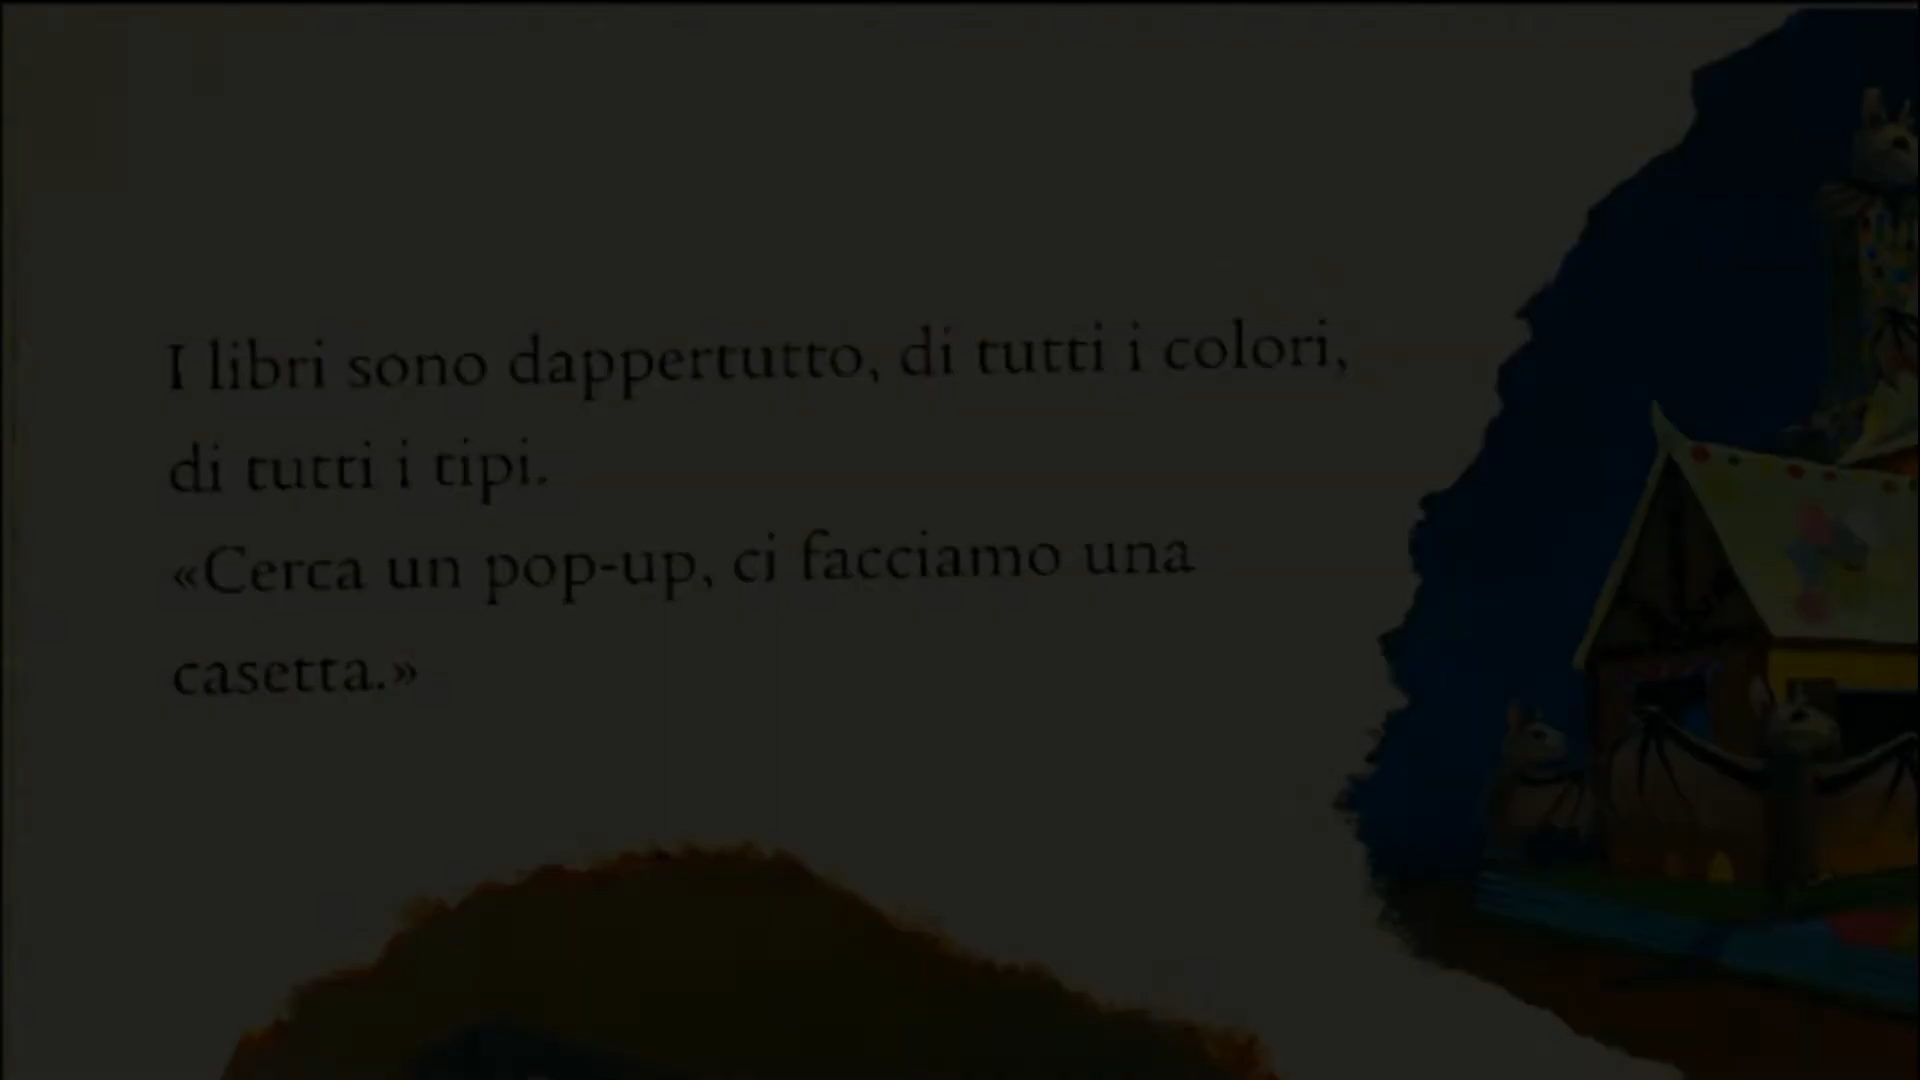 I libri sono dappertutto, di tutti i colori,
di tutti i tipi.
«Cerca un pop-up, ci facciamo una
casetta.»